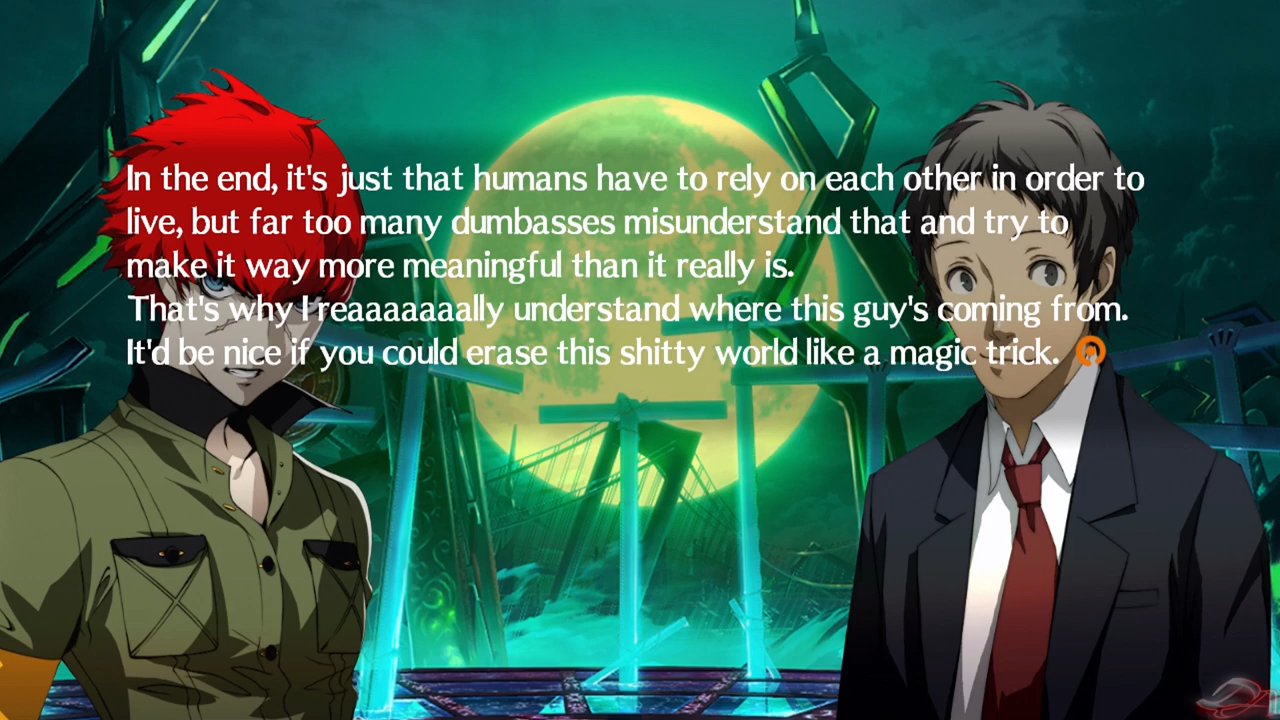 In the end, it's just that humans have to rely on each other in order to
live, but far too many dumbasses misunderstand that and try to
make it way more meaningful than it really is.
That's why I reaaaaaaally understand where this guy's coming from.
It'd be nice if you could erase this shitty world like a magic trick.